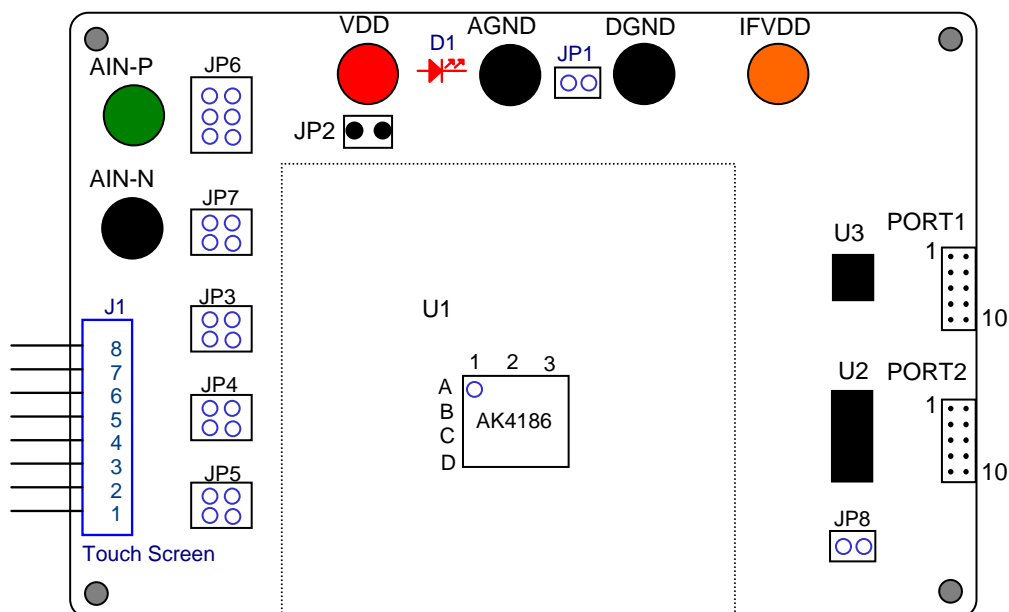 VDD
D1
AGND
JP1
DGND
IFVDD
AIN-P
JP6
JP2
AIN-N
JP7
U3
PORT1
1
10
J1
JP3
U1
8
7
6
5
4
3
2
1
JP4
JP5
1 2 3
A
B
C
D
AK4186
U2
PORT2
1
10
JP8
Touch Screen